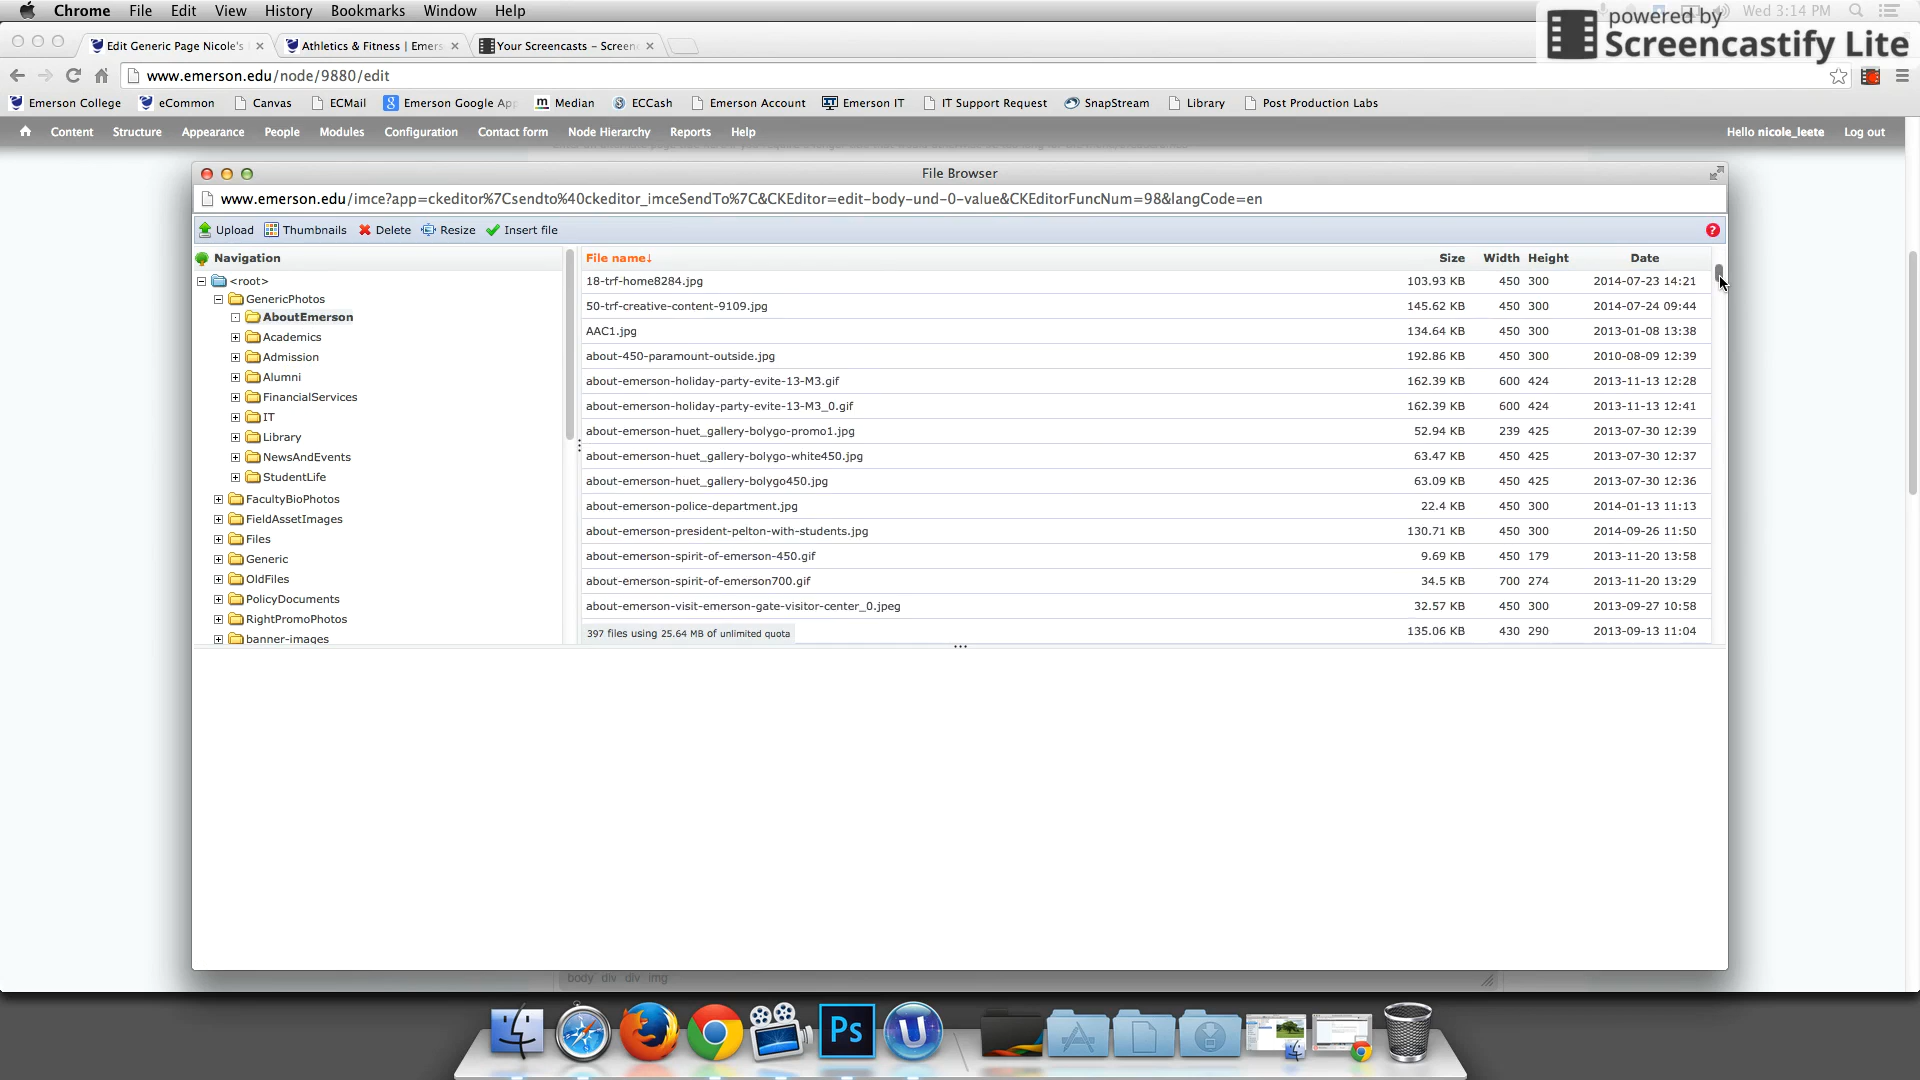 Chrome File Edit View History Bookmarks Window Help Wed 3:14 PM
powered by
Screencastify Lite
Edit Generic Page Nicole's Athletics & Fitness | Emers Your Screencasts – Screen
www.emerson.edu/node/9880/edit
Emerson College eCommon Canvas ECMail Emerson Google Ap Median ECCash Emerson Account Emerson IT IT Support Request SnapStream Library Post Production Labs
Content Structure Appearance People Modules Configuration Contact form Node Hierarchy Reports Help Hello nicole_leete Log out
File Browser
www.emerson.edu/imce?app=ckeditor%7Csendto%40ckeditor_imceSendTo%7C&CKEditor=edit-body-und-0-value&CKEditorFuncNum=98&langCode=en
Upload Thumbnails Delete Resize Insert file ?
Navigation
<root>
GenericPhotos
AboutEmerson
Academics
Admission
Alumni
FinancialServices
IT
Library
NewsAndEvents
StudentLife
FacultyBioPhotos
FieldAssetImages
Files
Generic
OldFiles
PolicyDocuments
RightPromoPhotos
banner-images
File name↓ Size Width Height Date
18-trf-home8284.jpg 103.93 KB 450 300 2014-07-23 14:21
50-trf-creative-content-9109.jpg 145.62 KB 450 300 2014-07-24 09:44
AAC1.jpg 134.64 KB 450 300 2013-01-08 13:38
about-450-paramount-outside.jpg 192.86 KB 450 300 2010-08-09 12:39
about-emerson-holiday-party-evite-13-M3.gif 162.39 KB 600 424 2013-11-13 12:28
about-emerson-holiday-party-evite-13-M3_0.gif 162.39 KB 600 424 2013-11-13 12:41
about-emerson-huet_gallery-bolygo-promo1.jpg 52.94 KB 239 425 2013-07-30 12:39
about-emerson-huet_gallery-bolygo-white450.jpg 63.47 KB 450 425 2013-07-30 12:37
about-emerson-huet_gallery-bolygo450.jpg 63.09 KB 450 425 2013-07-30 12:36
about-emerson-police-department.jpg 22.4 KB 450 300 2014-01-13 11:13
about-emerson-president-pelton-with-students.jpg 130.71 KB 450 300 2014-09-26 11:50
about-emerson-spirit-of-emerson-450.gif 9.69 KB 450 179 2013-11-20 13:58
about-emerson-spirit-of-emerson700.gif 34.5 KB 700 274 2013-11-20 13:29
about-emerson-visit-emerson-gate-visitor-center_0.jpeg 32.57 KB 450 300 2013-09-27 10:58
397 files using 25.64 MB of unlimited quota 135.06 KB 430 290 2013-09-13 11:04
body div div img
Ps